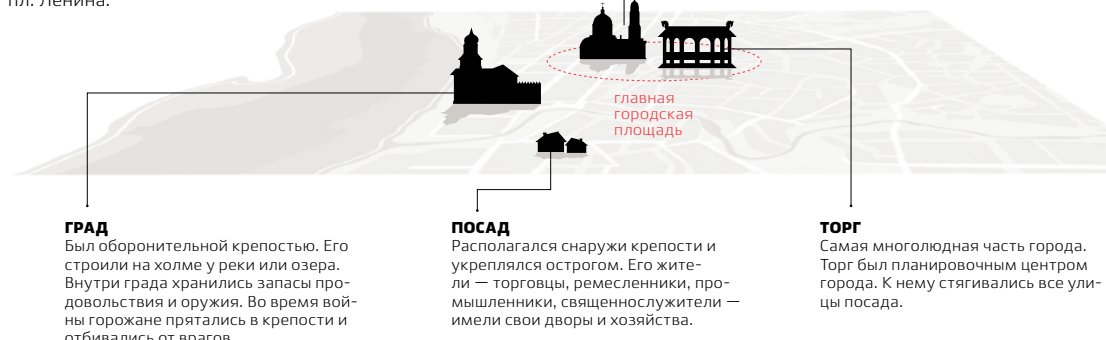 пл. Ленина.
главная
городская
площадь
ГРАД
Был оборонительной крепостью. Его
строили на холме у реки или озера.
Внутри града хранились запасы про-
довольствия и оружия. Во время вой-
ны горожане прятались в крепости и
отбивались от врагов
ПОСАД
Располагался снаружи крепости и
укреплялся острогом. Его жите-
ли — торговцы, ремесленники, про-
мышленники, священнослужители —
имели свои дворы и хозяйства.
ТОРГ
Самая многолюдная часть города.
Торг был планировочным центром
города. К нему стягивались все ули-
цы посада.